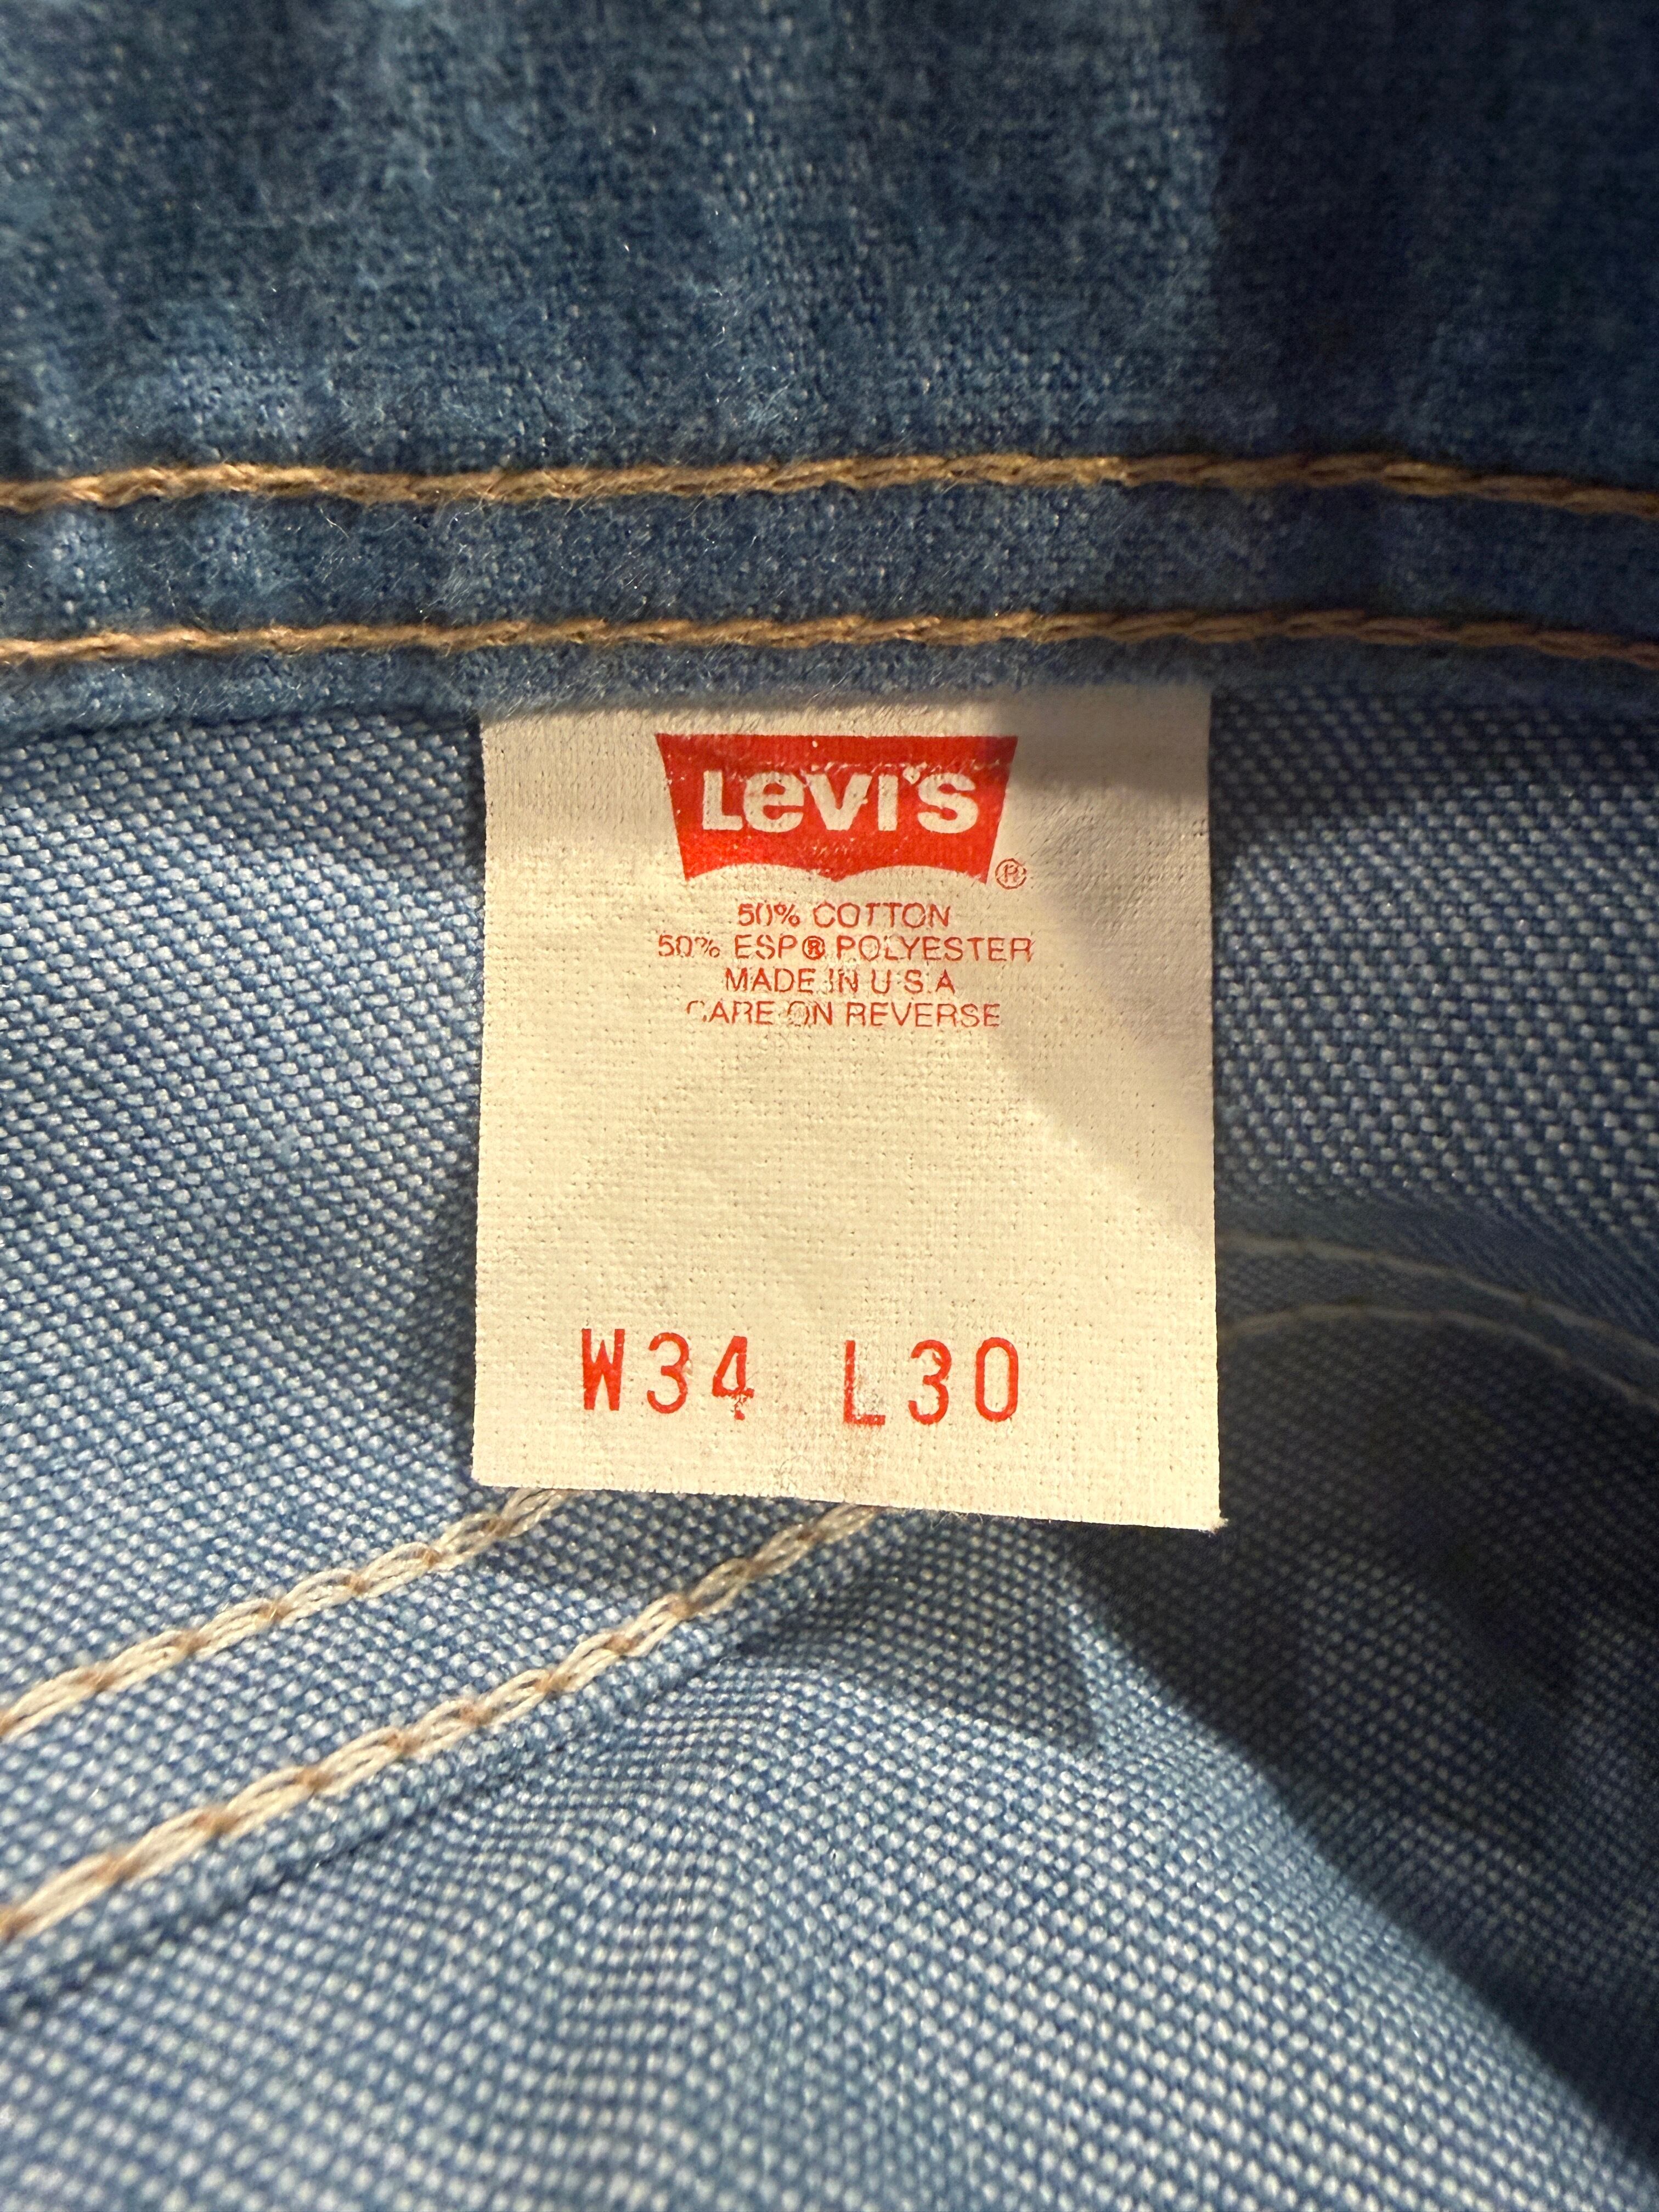 Levi's
®
50% COTTON
50% ESP® POLYESTER
MADE IN U.S.A
CARE ON REVERSE
W34 L30